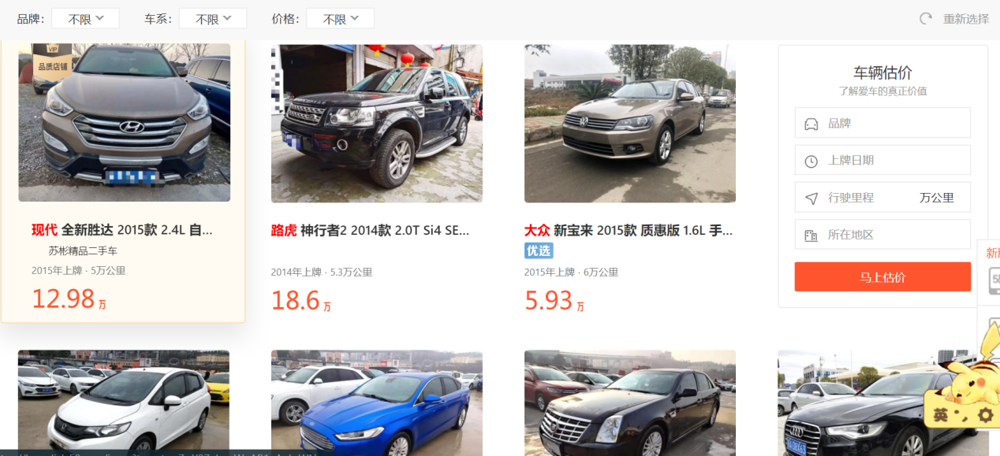 品牌： 不限 车系： 不限 价格： 不限 重新选择
VIP
品质店铺
现代 全新胜达 2015款 2.4L 自...
苏彬精品二手车
2015年上牌 · 5万公里
12.98 万
路虎 神行者2 2014款 2.0T Si4 SE...
2014年上牌 · 5.3万公里
18.6 万
大众 新宝来 2015款 质惠版 1.6L 手...
优选
2015年上牌 · 6万公里
5.93 万
车辆估价
了解爱车的真正价值
品牌
上牌日期
行驶里程 万公里
所在地区
马上估价
英